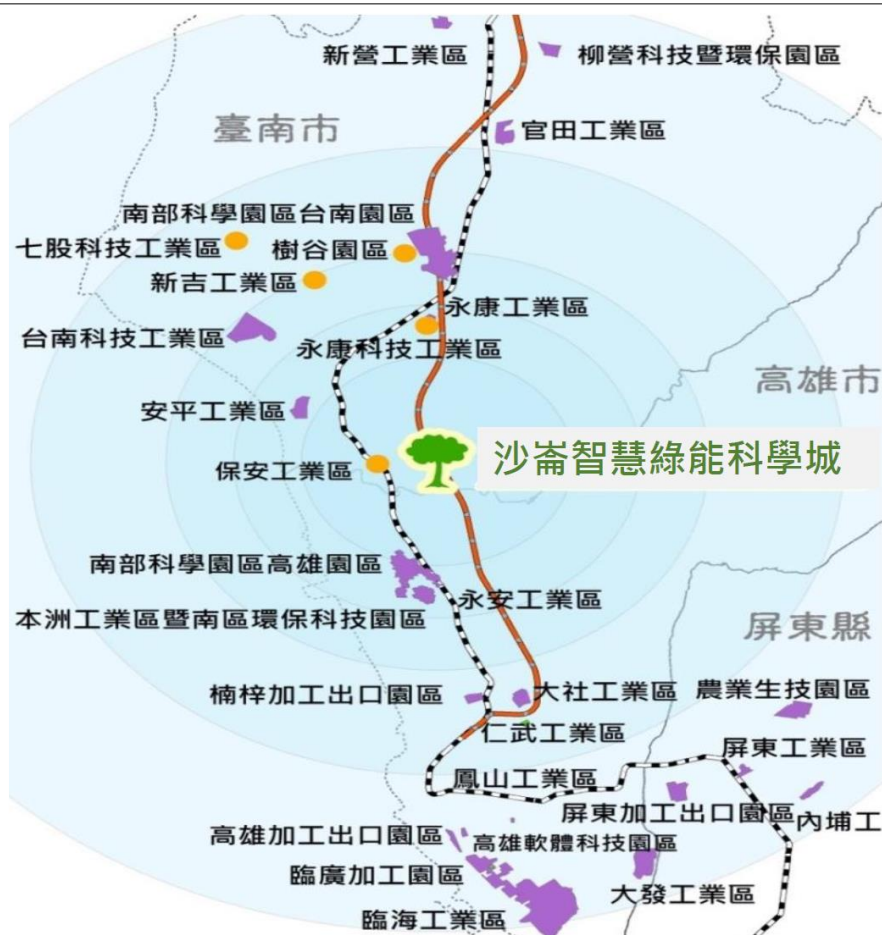 新營工業區
柳營科技暨環保園區
臺南市
官田工業區
南部科學園區台南園區
七股科技工業區
樹谷園區
新吉工業區
永康工業區
台南科技工業區
永康科技工業區
高雄市
安平工業區
沙崙智慧綠能科學城
保安工業區
南部科學園區高雄園區
永安工業區
本洲工業區暨南區環保科技園區
屏東縣
楠梓加工出口園區
大社工業區
農業生技園區
仁武工業區
屏東工業區
鳳山工業區
屏東加工出口園區
內埔工
高雄加工出口園區
高雄軟體科技園區
臨廣加工園區
大發工業區
臨海工業區